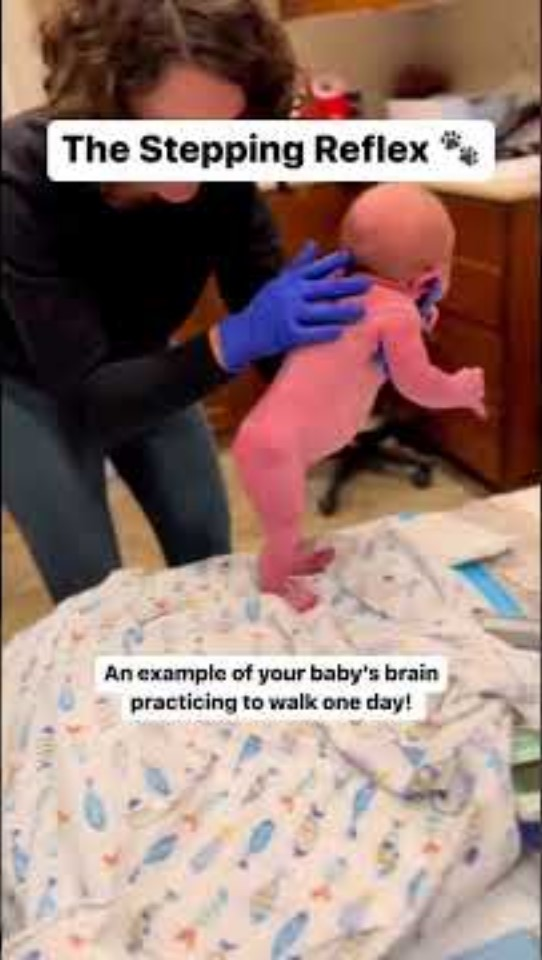 The Stepping Reflex 🐾
An example of your baby's brain
practicing to walk one day!